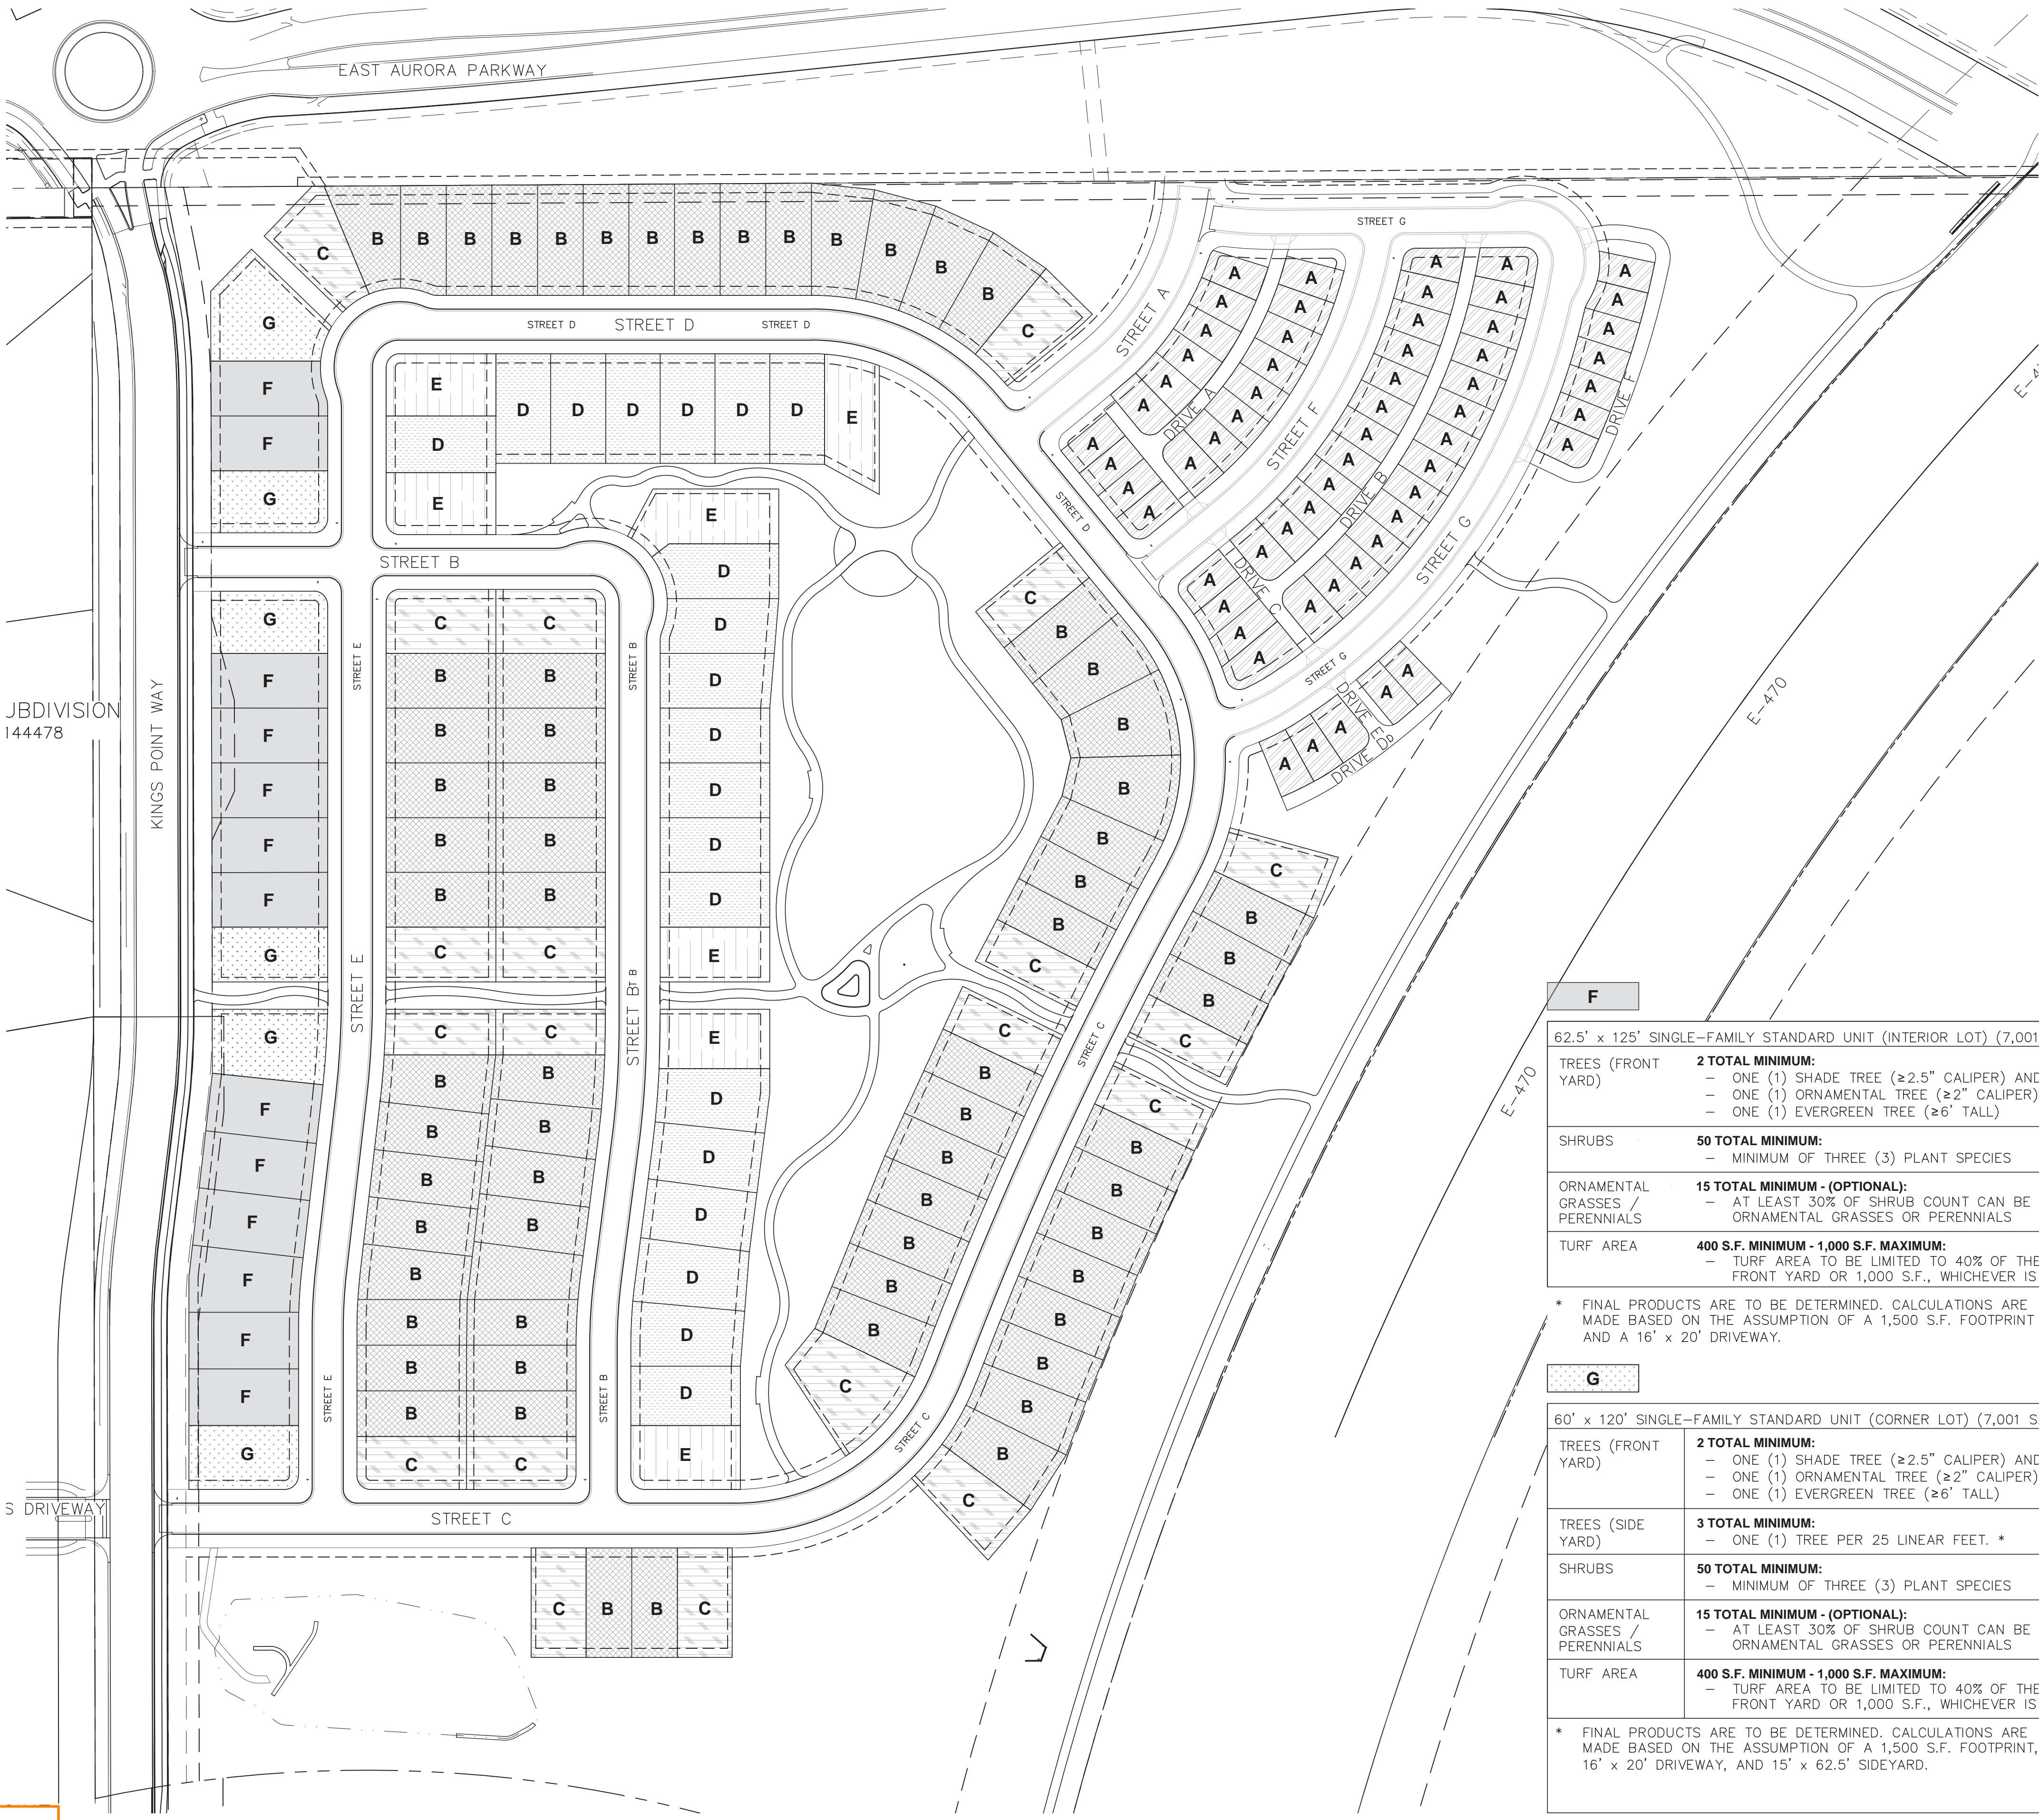 EAST AURORA PARKWAY
STREET G
C B B B B B B B B B B B B B B C
STREET D STREET D STREET D
G
F
F
G
E
D
E
D D D D D D E
STREET A
A A A A A A
A A A A A A A A
DRIVE A
A A A A
STREET F
A A A A A A A A A A A
DRIVE B
A A A A A A A A A A A A A
STREET G
A A A A A A A
DRIVE F
E-470
STREET D
DRIVE C
A A A A
STREET G
A A
DRIVE E
A A A
DRIVE D
STREET B
G
F
F
F
F
F
G
STREET E
C C
B B
B B
B B
B B
B B
C C
STREET B
E
D
D
D
D
D
D
D
E
C
B
B
B
B
B
B
B
C
C
B
B
B
C
JBDIVISION
144478
KINGS POINT WAY
STREET E
STREET B
G
F
F
F
F
F
F
G
C C
B B
B B
B B
B B
B
B B
B B
B B
C C
E
D
D
D
D
D
D
E
STREET E
STREET B
STREET C
C
B
B
B
B
B
B
B
C
C
B
B
B
B
B
B
B
B
C
STREET C
S DRIVEWAY
STREET C
C B B C
E-470
E-470
F
62.5' x 125' SINGLE-FAMILY STANDARD UNIT (INTERIOR LOT) (7,001
TREES (FRONT YARD)
2 TOTAL MINIMUM:
– ONE (1) SHADE TREE (≥2.5" CALIPER) AND
– ONE (1) ORNAMENTAL TREE (≥2" CALIPER)
– ONE (1) EVERGREEN TREE (≥6' TALL)
SHRUBS
50 TOTAL MINIMUM:
– MINIMUM OF THREE (3) PLANT SPECIES
ORNAMENTAL
GRASSES /
PERENNIALS
15 TOTAL MINIMUM - (OPTIONAL):
– AT LEAST 30% OF SHRUB COUNT CAN BE
ORNAMENTAL GRASSES OR PERENNIALS
TURF AREA
400 S.F. MINIMUM - 1,000 S.F. MAXIMUM:
– TURF AREA TO BE LIMITED TO 40% OF THE
FRONT YARD OR 1,000 S.F., WHICHEVER IS
* FINAL PRODUCTS ARE TO BE DETERMINED. CALCULATIONS ARE
MADE BASED ON THE ASSUMPTION OF A 1,500 S.F. FOOTPRINT
AND A 16' x 20' DRIVEWAY.
G
60' x 120' SINGLE-FAMILY STANDARD UNIT (CORNER LOT) (7,001 S
TREES (FRONT
YARD)
2 TOTAL MINIMUM:
– ONE (1) SHADE TREE (≥2.5" CALIPER) AND
– ONE (1) ORNAMENTAL TREE (≥2" CALIPER)
– ONE (1) EVERGREEN TREE (≥6' TALL)
TREES (SIDE
YARD)
3 TOTAL MINIMUM:
– ONE (1) TREE PER 25 LINEAR FEET. *
SHRUBS
50 TOTAL MINIMUM:
– MINIMUM OF THREE (3) PLANT SPECIES
ORNAMENTAL
GRASSES /
PERENNIALS
15 TOTAL MINIMUM - (OPTIONAL):
– AT LEAST 30% OF SHRUB COUNT CAN BE
ORNAMENTAL GRASSES OR PERENNIALS
TURF AREA
400 S.F. MINIMUM - 1,000 S.F. MAXIMUM:
– TURF AREA TO BE LIMITED TO 40% OF THE
FRONT YARD OR 1,000 S.F., WHICHEVER IS
* FINAL PRODUCTS ARE TO BE DETERMINED. CALCULATIONS ARE
MADE BASED ON THE ASSUMPTION OF A 1,500 S.F. FOOTPRINT,
16' x 20' DRIVEWAY, AND 15' x 62.5' SIDEYARD.